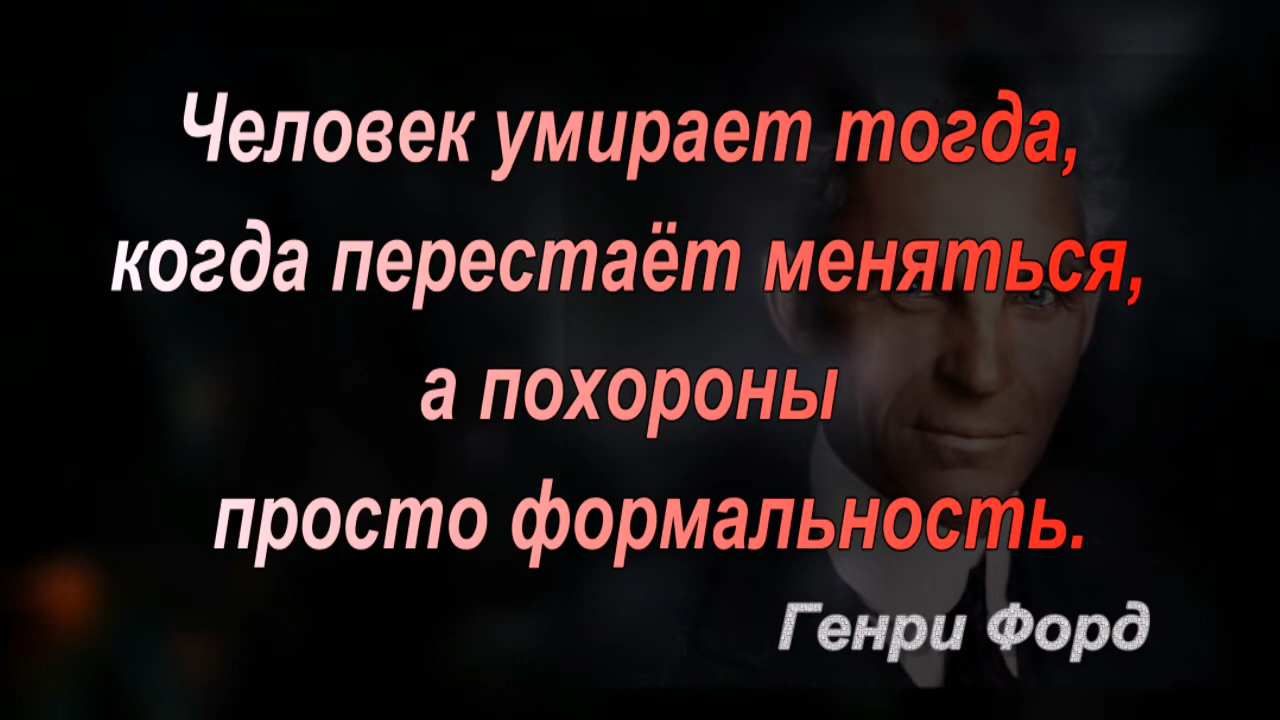 Человек умирает тогда,
когда перестаёт меняться,
а похороны
просто формальность.
Генри Форд